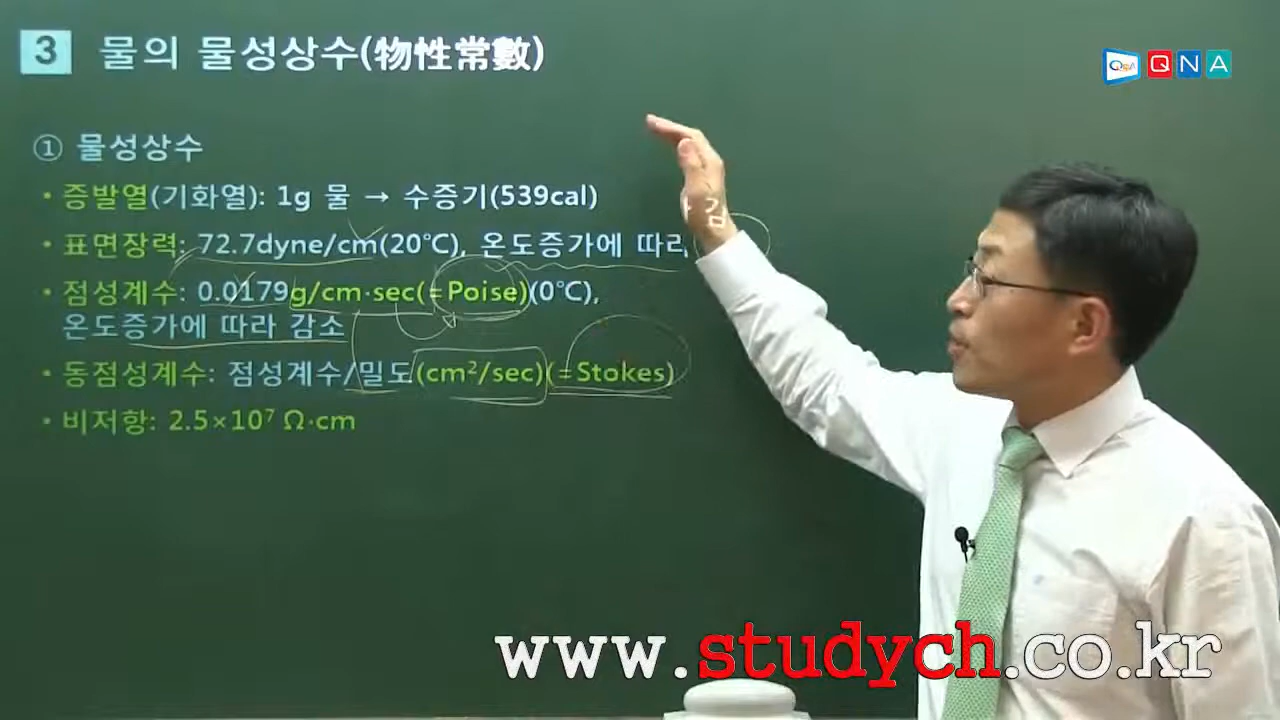 3 물의 물성상수(物性常數)
QNA
① 물성상수
• 증발열(기화열): 1g 물 → 수증기(539cal)
• 표면장력: 72.7dyne/cm(20℃), 온도증가에 따라
• 점성계수: 0.0179g/cm·sec(=Poise)(0℃),
온도증가에 따라 감소
• 동점성계수: 점성계수/밀도(cm²/sec)(=Stokes)
• 비저항: 2.5×10⁷ Ω·cm
www.studych.co.kr